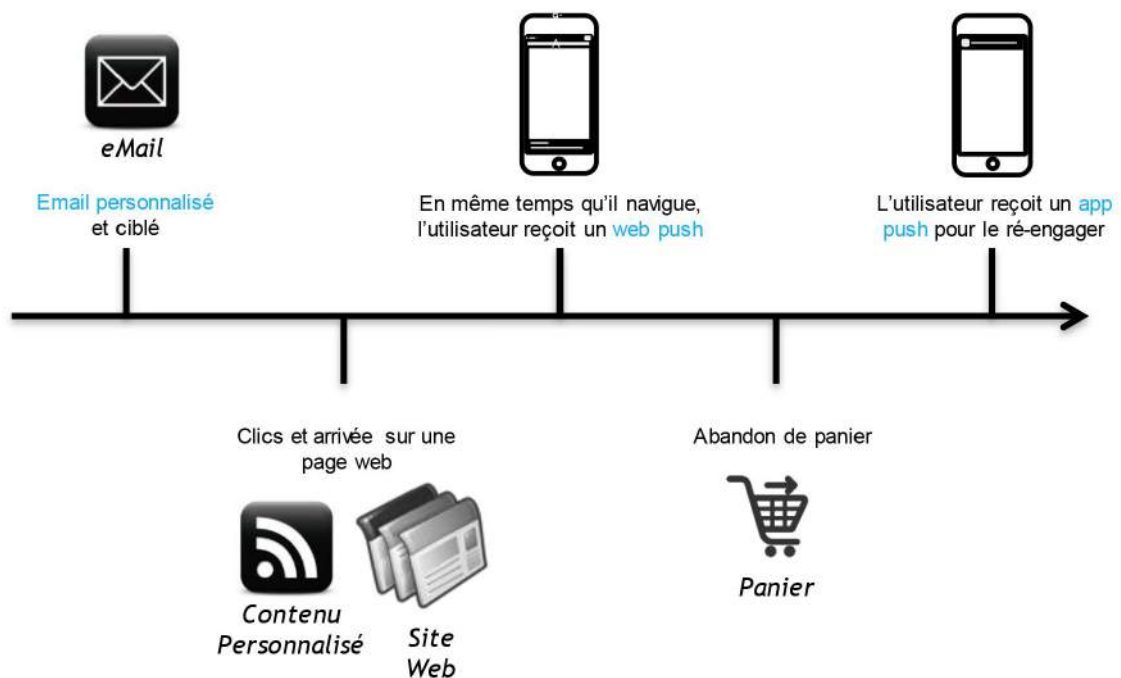 eMail
Email personnalisé
et ciblé
En même temps qu'il navigue,
l'utilisateur reçoit un web push
L'utilisateur reçoit un app
push pour le ré-engager
Clics et arrivée sur une
page web
Contenu
Personnalisé
Site
Web
Abandon de panier
Panier